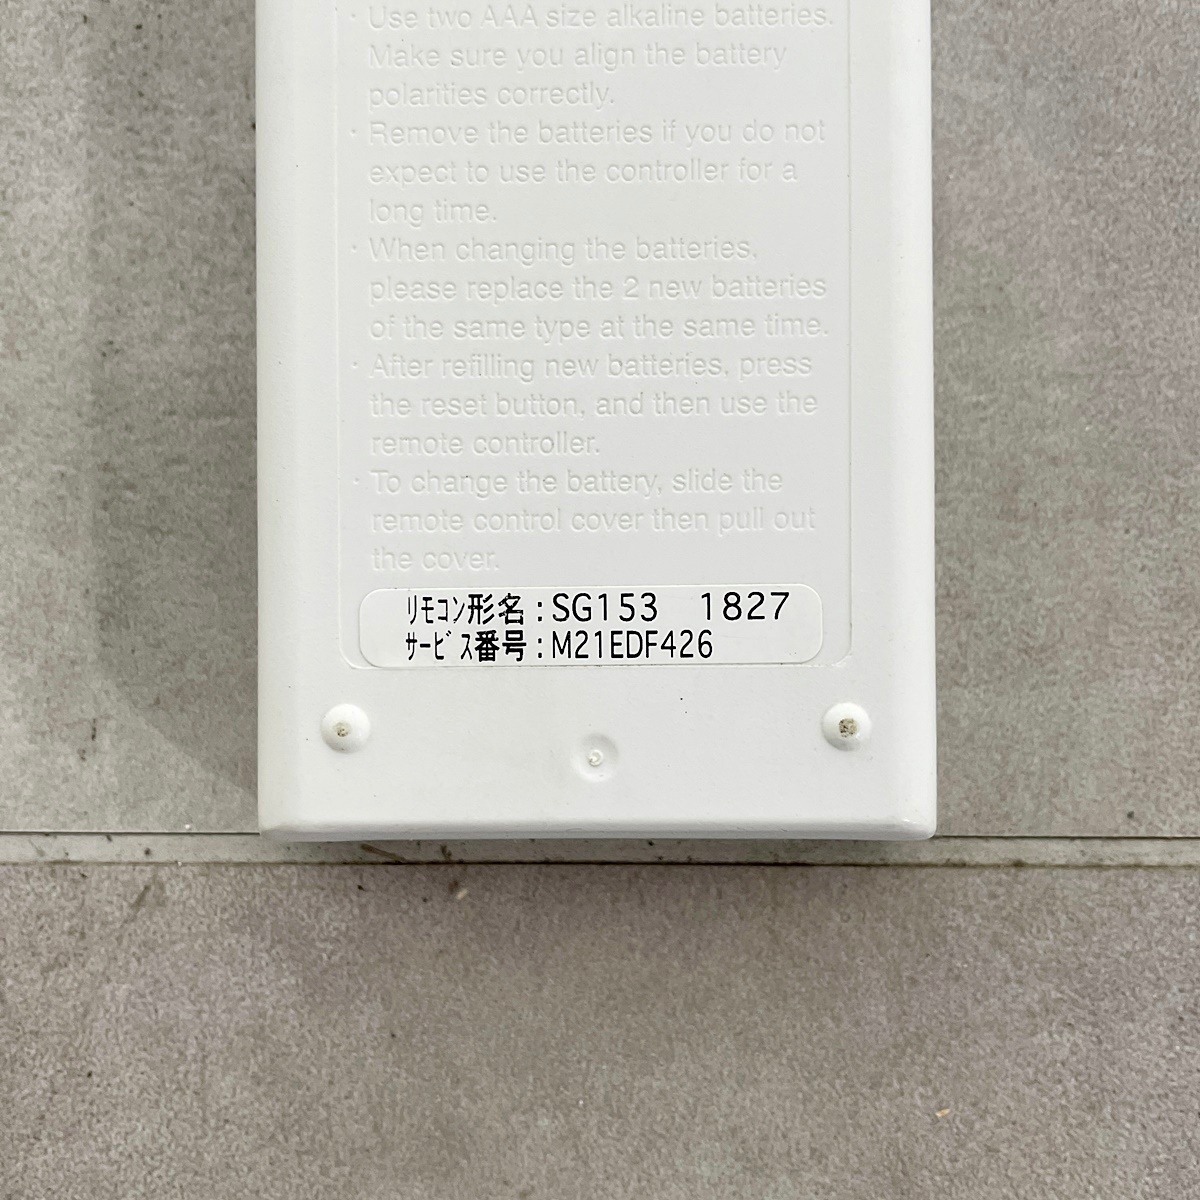 · Use two AAA size alkaline batteries.
Make sure you align the battery
polarities correctly.
· Remove the batteries if you do not
expect to use the controller for a
long time.
· When changing the batteries,
please replace the 2 new batteries
of the same type at the same time.
· After refilling new batteries, press
the reset button, and then use the
remote controller.
· To change the battery, slide the
remote control cover then pull out
the cover.
ﾘﾓｺﾝ形名：SG153 1827
ｻｰﾋﾞｽ番号：M21EDF426